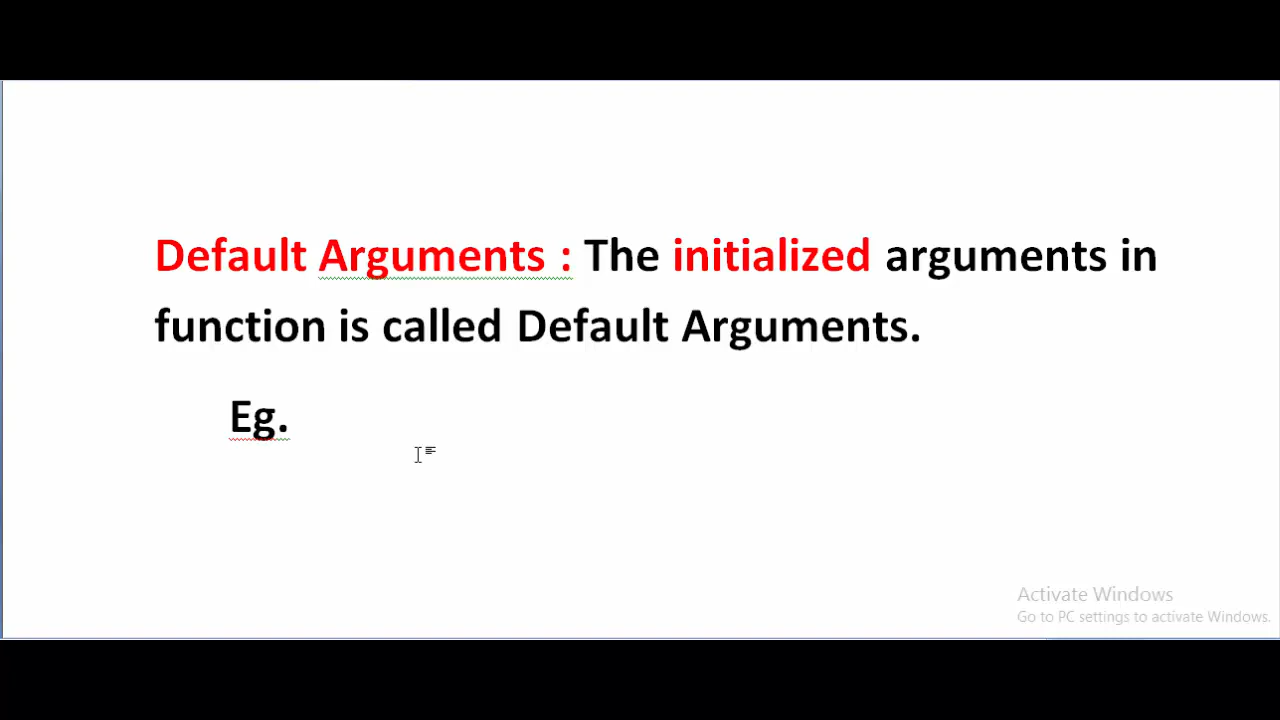 Default Arguments : The initialized arguments in
function is called Default Arguments.
Eg.
Activate Windows
Go to PC settings to activate Windows.